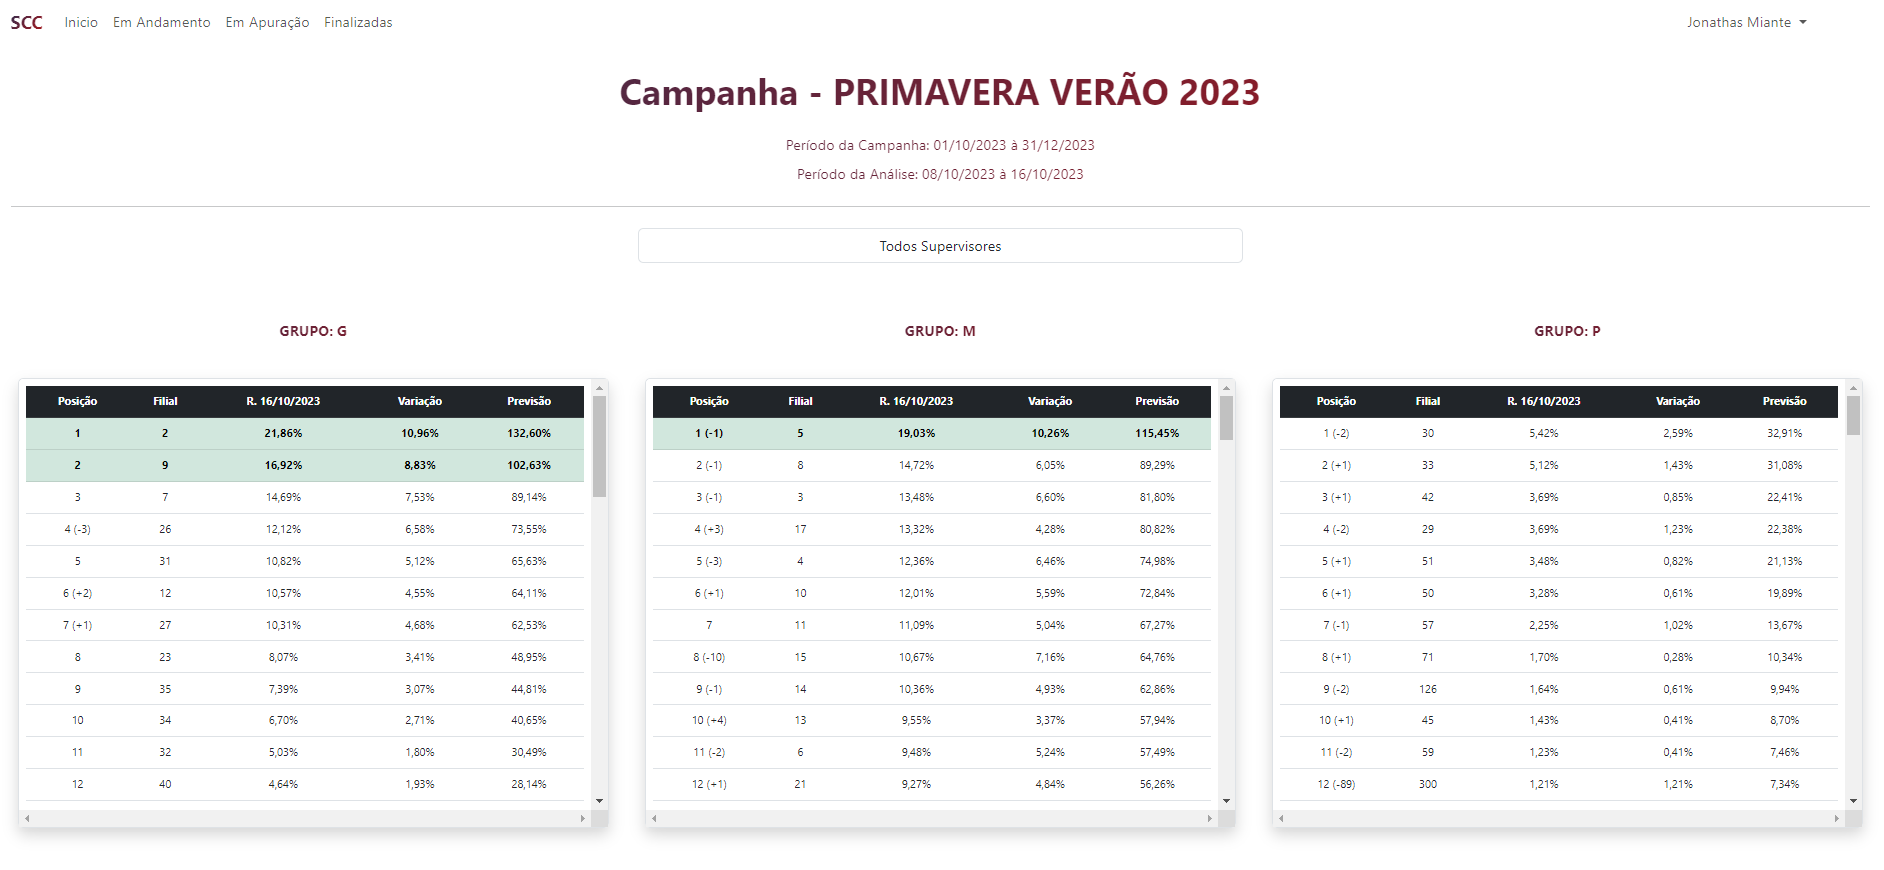 SCC Inicio Em Andamento Em Apuração Finalizadas Jonathas Miante
Campanha - PRIMAVERA VERÃO 2023
Período da Campanha: 01/10/2023 à 31/12/2023
Período da Análise: 08/10/2023 à 16/10/2023
Todos Supervisores
GRUPO: G
Posição Filial R. 16/10/2023 Variação Previsão
1 2 21,86% 10,96% 132,60%
2 9 16,92% 8,83% 102,63%
3 7 14,69% 7,53% 89,14%
4 (-3) 26 12,12% 6,58% 73,55%
5 31 10,82% 5,12% 65,63%
6 (+2) 12 10,57% 4,55% 64,11%
7 (+1) 27 10,31% 4,68% 62,53%
8 23 8,07% 3,41% 48,95%
9 35 7,39% 3,07% 44,81%
10 34 6,70% 2,71% 40,65%
11 32 5,03% 1,80% 30,49%
12 40 4,64% 1,93% 28,14%
GRUPO: M
Posição Filial R. 16/10/2023 Variação Previsão
1 (-1) 5 19,03% 10,26% 115,45%
2 (-1) 8 14,72% 6,05% 89,29%
3 (-1) 3 13,48% 6,60% 81,80%
4 (+3) 17 13,32% 4,28% 80,82%
5 (-3) 4 12,36% 6,46% 74,98%
6 (+1) 10 12,01% 5,59% 72,84%
7 11 11,09% 5,04% 67,27%
8 (-10) 15 10,67% 7,16% 64,76%
9 (-1) 14 10,36% 4,93% 62,86%
10 (+4) 13 9,55% 3,37% 57,94%
11 (-2) 6 9,48% 5,24% 57,49%
12 (+1) 21 9,27% 4,84% 56,26%
GRUPO: P
Posição Filial R. 16/10/2023 Variação Previsão
1 (-2) 30 5,42% 2,59% 32,91%
2 (+1) 33 5,12% 1,43% 31,08%
3 (+1) 42 3,69% 0,85% 22,41%
4 (-2) 29 3,69% 1,23% 22,38%
5 (+1) 51 3,48% 0,82% 21,13%
6 (+1) 50 3,28% 0,61% 19,89%
7 (-1) 57 2,25% 1,02% 13,67%
8 (+1) 71 1,70% 0,28% 10,34%
9 (-2) 126 1,64% 0,61% 9,94%
10 (+1) 45 1,43% 0,41% 8,70%
11 (-2) 59 1,23% 0,41% 7,46%
12 (-89) 300 1,21% 1,21% 7,34%